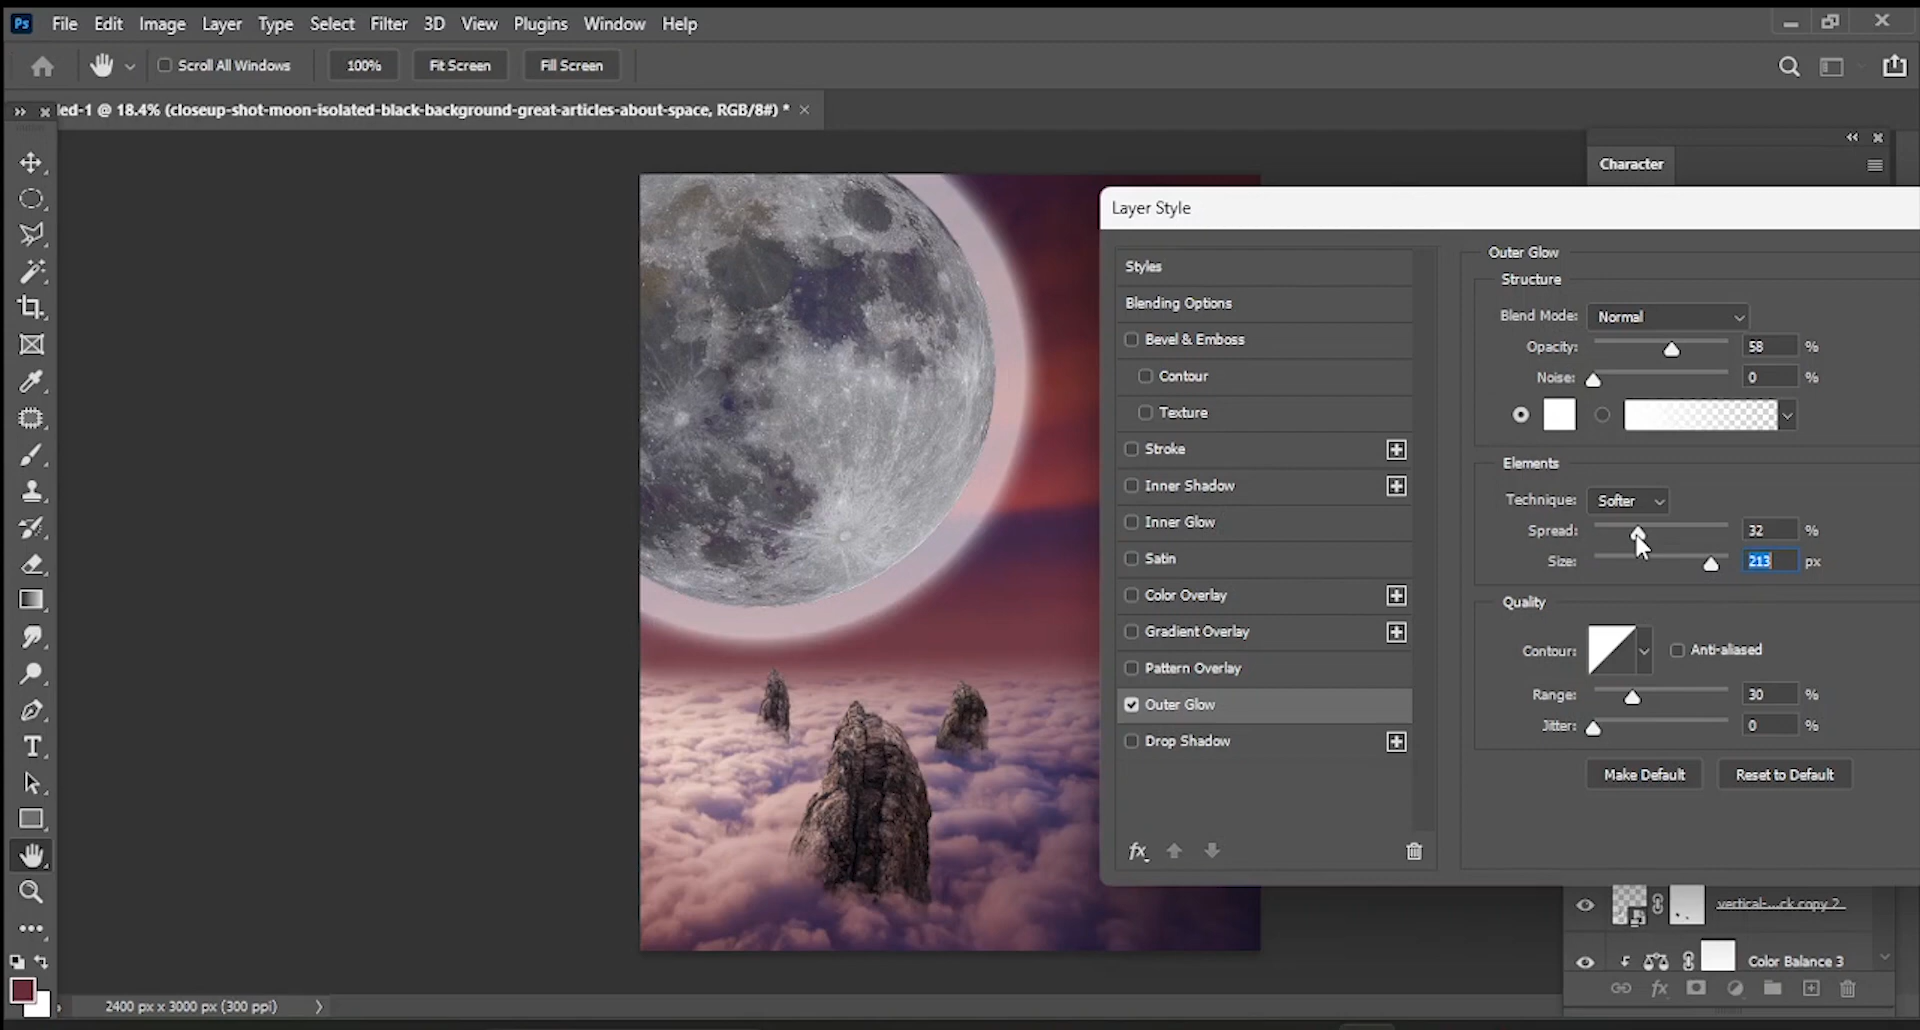 Ps File Edit Image Layer Type Select Filter 3D View Plugins Window Help
Scroll All Windows 100% Fit Screen Fill Screen
led-1 @ 18.4% (closeup-shot-moon-isolated-black-background-great-articles-about-space, RGB/8#) *
Character
Layer Style
Styles
Blending Options
Bevel & Emboss
Contour
Texture
Stroke
Inner Shadow
Inner Glow
Satin
Color Overlay
Gradient Overlay
Pattern Overlay
Outer Glow
Drop Shadow
fx
Outer Glow
Structure
Blend Mode: Normal
Opacity: 58 %
Noise: 0 %
Elements
Technique: Softer
Spread: 32 %
Size: 213 px
Quality
Contour: Anti-aliased
Range: 30 %
Jitter: 0 %
Make Default Reset to Default
vertical-...ck copy 2
Color Balance 3
fx
T
2400 px x 3000 px (300 ppi)